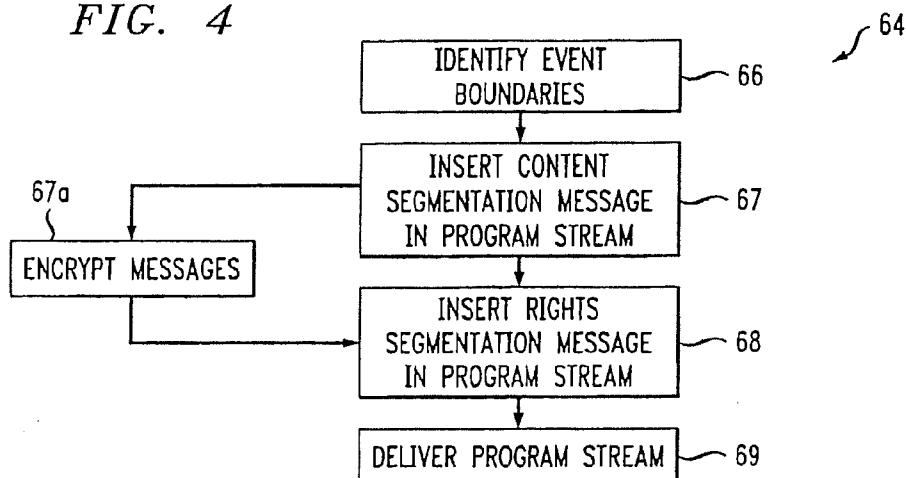 FIG. 4
64
IDENTIFY EVENT
BOUNDARIES
66
INSERT CONTENT
SEGMENTATION MESSAGE
IN PROGRAM STREAM
67
67a
ENCRYPT MESSAGES
INSERT RIGHTS
SEGMENTATION MESSAGE
IN PROGRAM STREAM
68
DELIVER PROGRAM STREAM
69